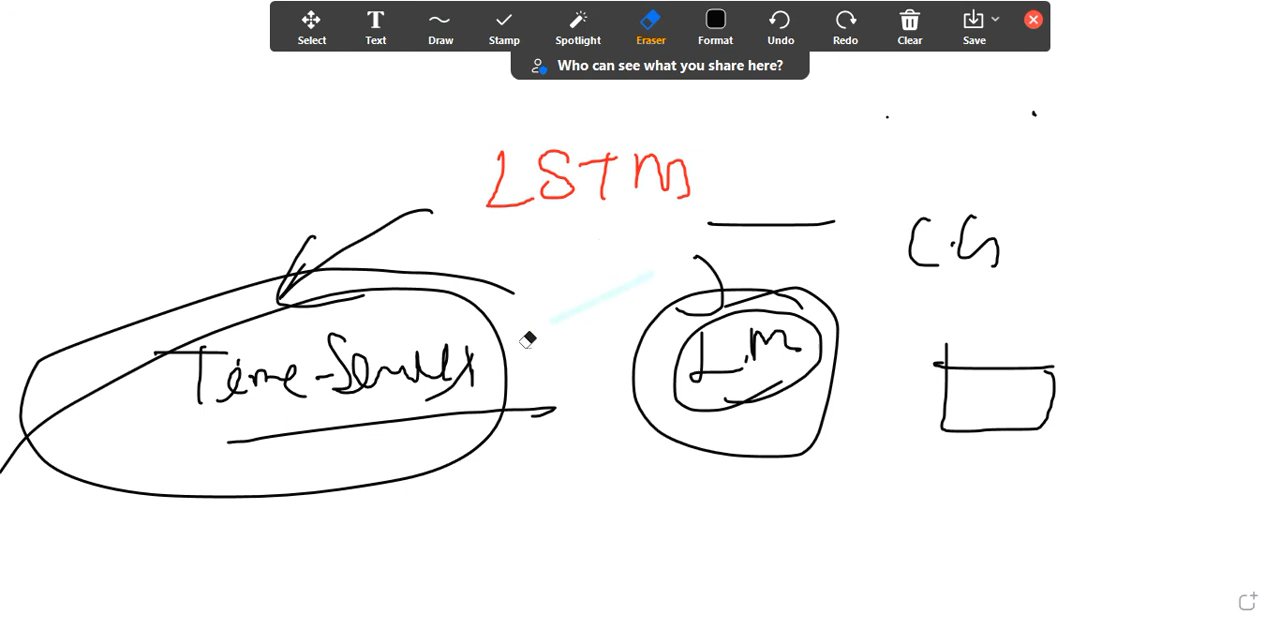 Select Text Draw Stamp Spotlight Eraser Format Undo Redo Clear Save
Who can see what you share here?
LSTM
C.G
Time-Series
L.M